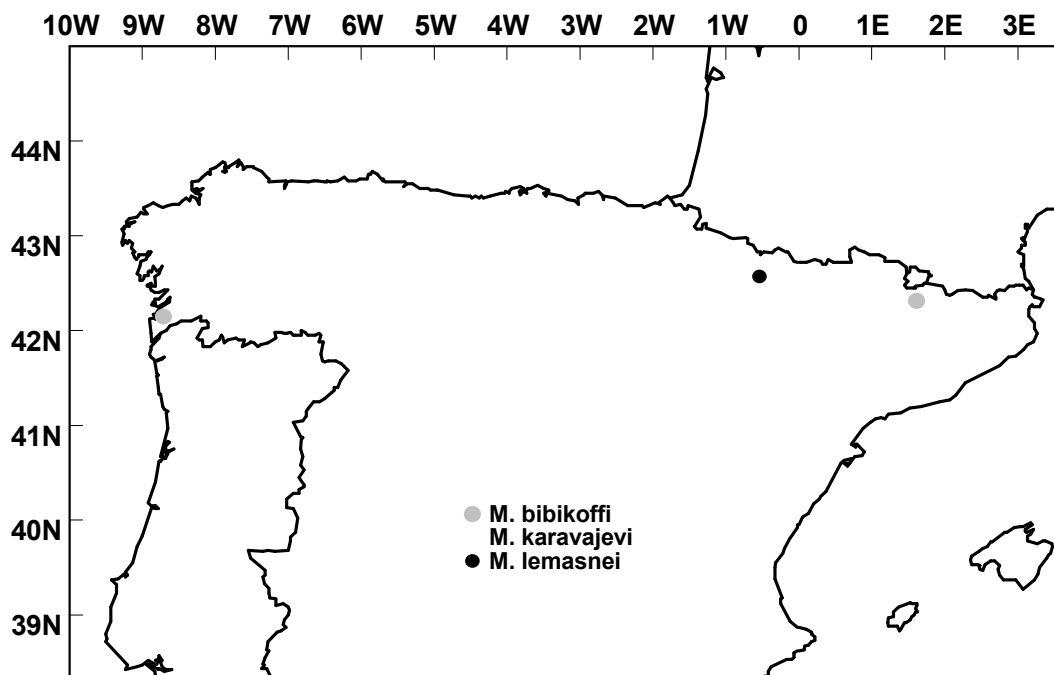 10W 9W 8W 7W 6W 5W 4W 3W 2W 1W 0 1E 2E 3E
44N
43N
42N
41N
40N
39N
M. bibikoffi
M. karavajevi
M. lemasnei